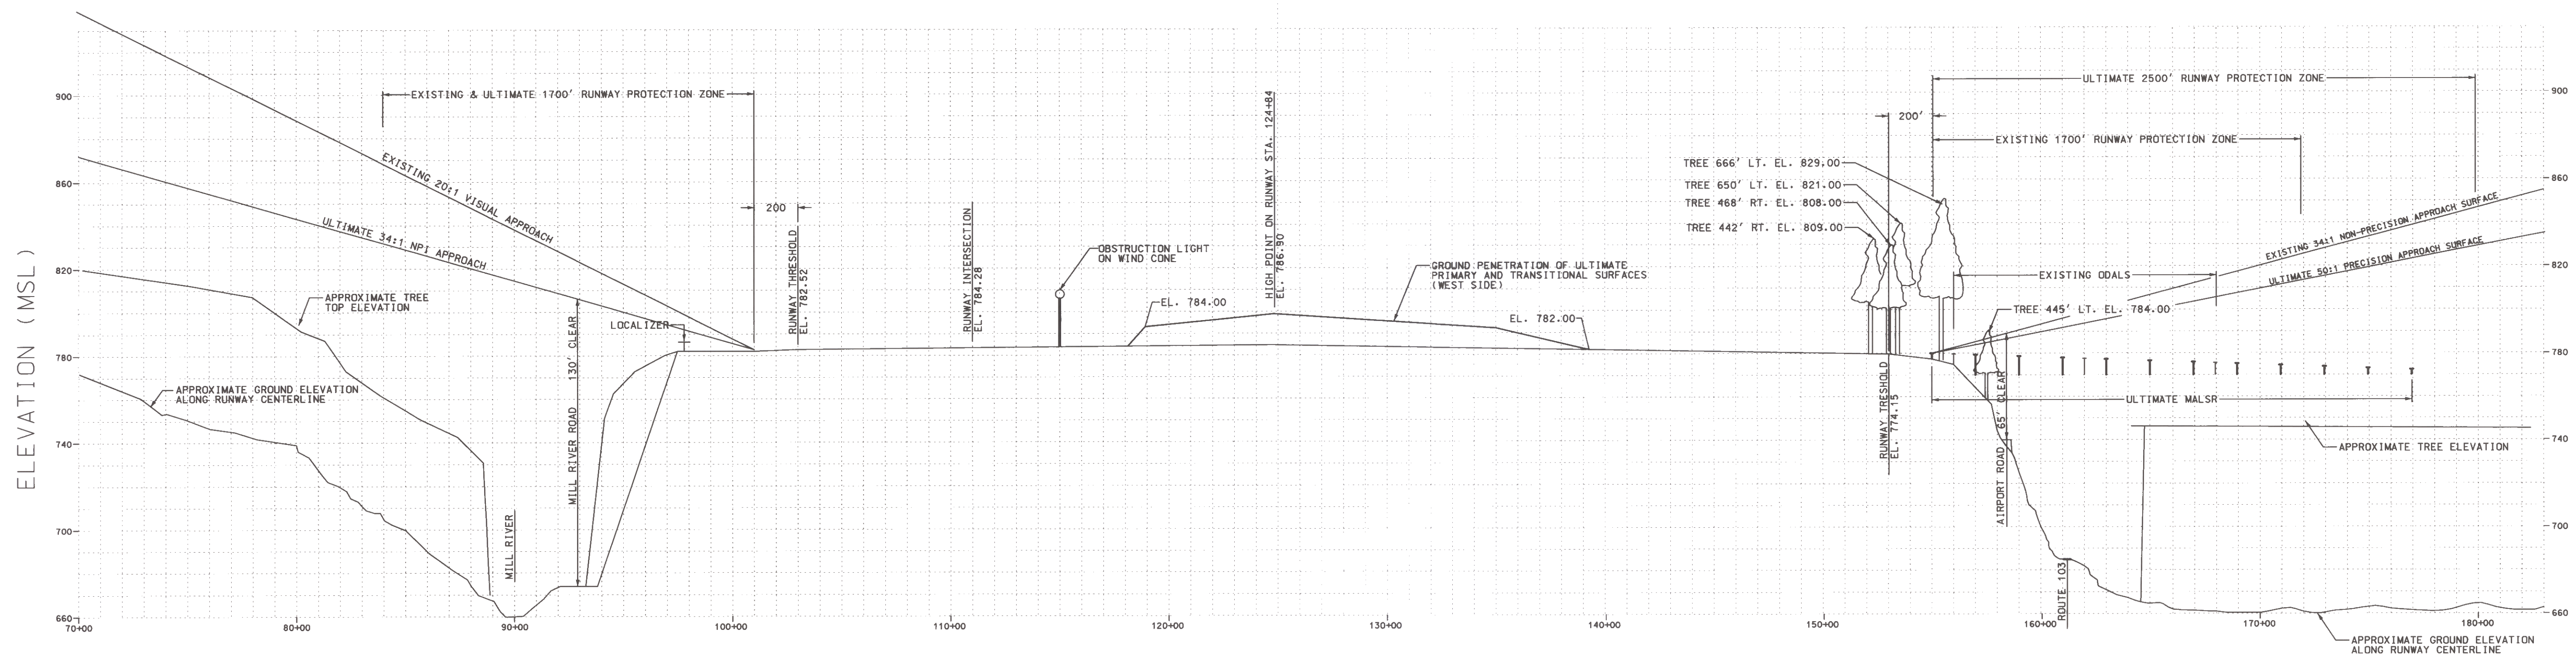 ELEVATION (MSL)
900
860
820
780
740
700
660
EXISTING & ULTIMATE 1700' RUNWAY PROTECTION ZONE
EXISTING 20:1 VISUAL APPROACH
ULTIMATE 34:1 NPI APPROACH
APPROXIMATE TREE
TOP ELEVATION
APPROXIMATE GROUND ELEVATION
ALONG RUNWAY CENTERLINE
MILL RIVER
MILL RIVER ROAD 130' CLEAR
LOCALIZER
200
RUNWAY THRESHOLD
EL. 782.52
RUNWAY INTERSECTION
EL. 784.28
OBSTRUCTION LIGHT
ON WIND CONE
EL. 784.00
HIGH POINT ON RUNWAY STA. 124+84
EL. 786.90
GROUND PENETRATION OF ULTIMATE
PRIMARY AND TRANSITIONAL SURFACES
(WEST SIDE)
EL. 782.00
TREE 666' LT. EL. 829.00
TREE 650' LT. EL. 821.00
TREE 468' RT. EL. 808.00
TREE 442' RT. EL. 809.00
200'
ULTIMATE 2500' RUNWAY PROTECTION ZONE
EXISTING 1700' RUNWAY PROTECTION ZONE
EXISTING 34:1 NON-PRECISION APPROACH SURFACE
ULTIMATE 50:1 PRECISION APPROACH SURFACE
EXISTING ODALS
TREE 445' LT. EL. 784.00
RUNWAY TRESHOLD
EL. 774.15
AIRPORT ROAD 65' CLEAR
ULTIMATE MALSR
APPROXIMATE TREE ELEVATION
ROUTE 103
APPROXIMATE GROUND ELEVATION
ALONG RUNWAY CENTERLINE
900
860
820
780
740
700
660
70+00
80+00
90+00
100+00
110+00
120+00
130+00
140+00
150+00
160+00
170+00
180+00